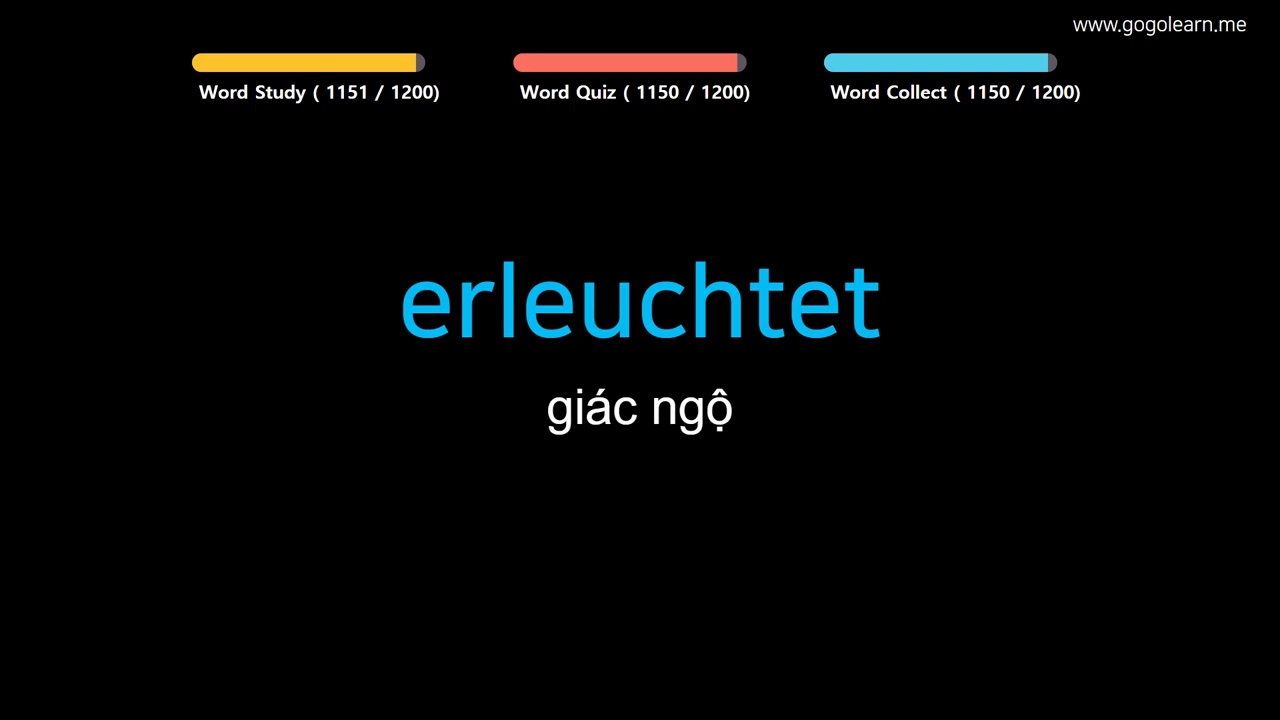 www.gogolearn.me
Word Study ( 1151 / 1200)
Word Quiz ( 1150 / 1200)
Word Collect ( 1150 / 1200)
erleuchtet
giác ngộ